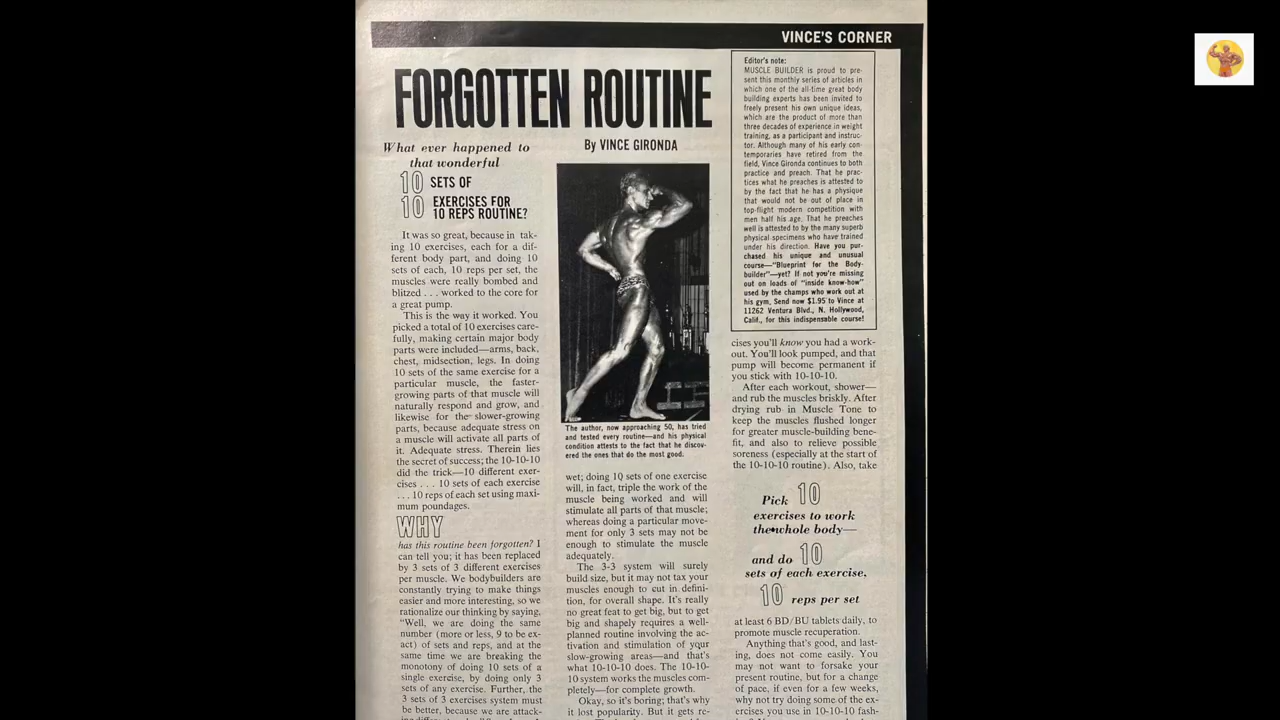 VINCE'S CORNER
FORGOTTEN ROUTINE
By VINCE GIRONDA
What ever happened to
that wonderful
10 SETS OF
10 EXERCISES FOR
10 REPS ROUTINE?
It was so great, because in tak-
ing 10 exercises, each for a dif-
ferent body part, and doing 10
sets of each, 10 reps per set, the
muscles were really bombed and
blitzed . . . worked to the core for
a great pump.
This is the way it worked. You
picked a total of 10 exercises care-
fully, making certain major body
parts were included—arms, back,
chest, midsection, legs. In doing
10 sets of the same exercise for a
particular muscle, the faster-
growing parts of that muscle will
naturally respond and grow, and
likewise for the slower-growing
parts, because adequate stress on
a muscle will activate all parts of
it. Adequate stress. Therein lies
the secret of success; the 10-10-10
did the trick—10 different exer-
cises . . . 10 sets of each exercise
. . . 10 reps of each set using maxi-
mum poundages.
WHY
has this routine been forgotten? I
can tell you; it has been replaced
by 3 sets of 3 different exercises
per muscle. We bodybuilders are
constantly trying to make things
easier and more interesting, so we
rationalize our thinking by saying,
"Well, we are doing the same
number (more or less, 9 to be ex-
act) of sets and reps, and at the
same time we are breaking the
monotony of doing 10 sets of a
single exercise, by doing only 3
sets of any exercise. Further, the
3 sets of 3 exercises system must
be better, because we are attack-
The author, now approaching 50, has tried
and tested every routine—and his physical
condition attests to the fact that he discov-
ered the ones that do the most good.
wet; doing 10 sets of one exercise
will, in fact, triple the work of the
muscle being worked and will
stimulate all parts of that muscle;
whereas doing a particular move-
ment for only 3 sets may not be
enough to stimulate the muscle
adequately.
The 3-3 system will surely
build size, but it may not tax your
muscles enough to cut in defini-
tion, for overall shape. It's really
no great feat to get big, but to get
big and shapely requires a well-
planned routine involving the ac-
tivation and stimulation of your
slow-growing areas—and that's
what 10-10-10 does. The 10-10-
10 system works the muscles com-
pletely—for complete growth.
Okay, so it's boring; that's why
it lost popularity. But it gets re-
Editor's note:
MUSCLE BUILDER is proud to pre-
sent this monthly series of articles in
which one of the all-time great body
building experts has been invited to
freely present his own unique ideas,
which are the product of more than
three decades of experience in weight
training, as a participant and instruc-
tor. Although many of his early con-
temporaries have retired from the
field, Vince Gironda continues to both
practice and preach. That he prac-
tices what he preaches is attested to
by the fact that he has a physique
that would not be out of place in
top-flight modern competition with
men half his age. That he preaches
well is attested to by the many superb
physical specimens who have trained
under his direction. Have you pur-
chased his unique and unusual
course—"Blueprint for the Body-
builder"—yet? If not you're missing
out on loads of "inside know-how"
used by the champs who work out at
his gym. Send now $1.95 to Vince at
11262 Ventura Blvd., N. Hollywood,
Calif., for this indispensable course!
cises you'll know you had a work-
out. You'll look pumped, and that
pump will become permanent if
you stick with 10-10-10.
After each workout, shower—
and rub the muscles briskly. After
drying rub in Muscle Tone to
keep the muscles flushed longer
for greater muscle-building bene-
fit, and also to relieve possible
soreness (especially at the start of
the 10-10-10 routine). Also, take
Pick 10
exercises to work
the whole body—
and do 10
sets of each exercise,
10 reps per set
at least 6 BD/BU tablets daily, to
promote muscle recuperation.
Anything that's good, and last-
ing, does not come easily. You
may not want to forsake your
present routine, but for a change
of pace, if even for a few weeks,
why not try doing some of the ex-
ercises you use in 10-10-10 fash-